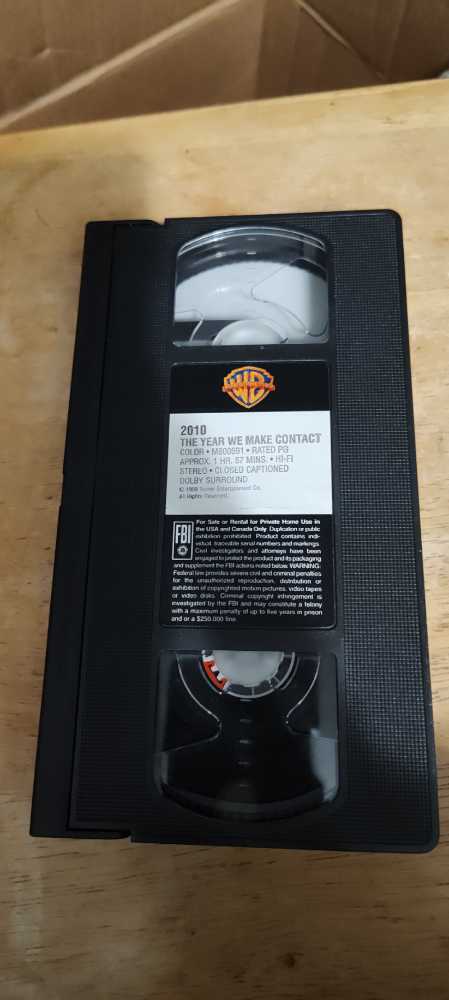 2010
THE YEAR WE MAKE CONTACT
COLOR • M800591 • RATED PG
APPROX. 1 HR. 57 MINS. • HI-FI
STEREO • CLOSED CAPTIONED
DOLBY SURROUND
Turner Entertainment Co.
All Rights Reserved.
FBI
For Sale or Rental for Private Home Use in
the USA and Canada Only. Duplication or public
exhibition prohibited. Product contains indi-
vidual, traceable serial numbers and markings.
Civil investigators and attorneys have been
engaged to protect the product and its packaging
and supplement the FBI actions noted below. WARNING:
Federal law provides severe civil and criminal penalties
for the unauthorized reproduction, distribution or
exhibition of copyrighted motion pictures, video tapes
or video disks. Criminal copyright infringement is
investigated by the FBI and may constitute a felony
with a maximum penalty of up to five years in prison
and or a $250,000 fine.